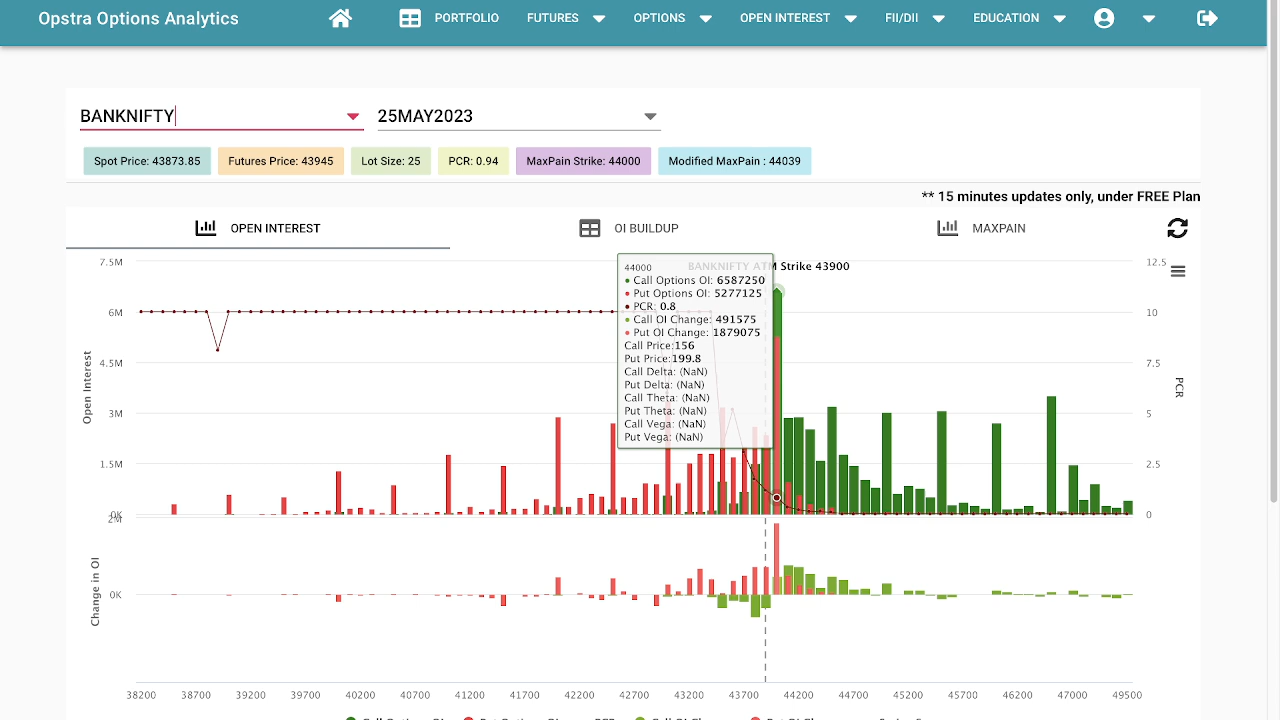 Opstra Options Analytics
PORTFOLIO
FUTURES
OPTIONS
OPEN INTEREST
FII/DII
EDUCATION
BANKNIFTY
25MAY2023
Spot Price: 43873.85
Futures Price: 43945
Lot Size: 25
PCR: 0.94
MaxPain Strike: 44000
Modified MaxPain : 44039
** 15 minutes updates only, under FREE Plan
OPEN INTEREST
OI BUILDUP
MAXPAIN
BANKNIFTY ATM Strike 43900
44000
Call Options OI: 6587250
Put Options OI: 5277125
PCR: 0.8
Call OI Change: 491575
Put OI Change: 1879075
Call Price:156
Put Price:199.8
Call Delta: (NaN)
Put Delta: (NaN)
Call Theta: (NaN)
Put Theta: (NaN)
Call Vega: (NaN)
Put Vega: (NaN)
Open Interest
7.5M
6M
4.5M
3M
1.5M
0K
12.5
10
7.5
5
2.5
0
PCR
Change in OI
2M
0K
38200 38700 39200 39700 40200 40700 41200 41700 42200 42700 43200 43700 44200 44700 45200 45700 46200 47000 49500